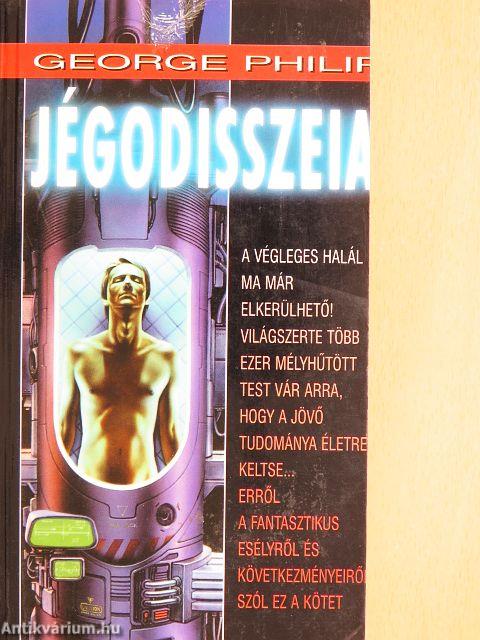 GEORGE PHILIP
JÉGODISSZEIA
A VÉGLEGES HALÁL
MA MÁR
ELKERÜLHETŐ!
VILÁGSZERTE TÖBB
EZER MÉLYHŰTÖTT
TEST VÁR ARRA,
HOGY A JÖVŐ
TUDOMÁNYA ÉLETRE
KELTSE...
ERRŐL
A FANTASZTIKUS
ESÉLYRŐL ÉS
KÖVETKEZMÉNYEIRŐL
SZÓL EZ A KÖTET
Antikvárium.hu